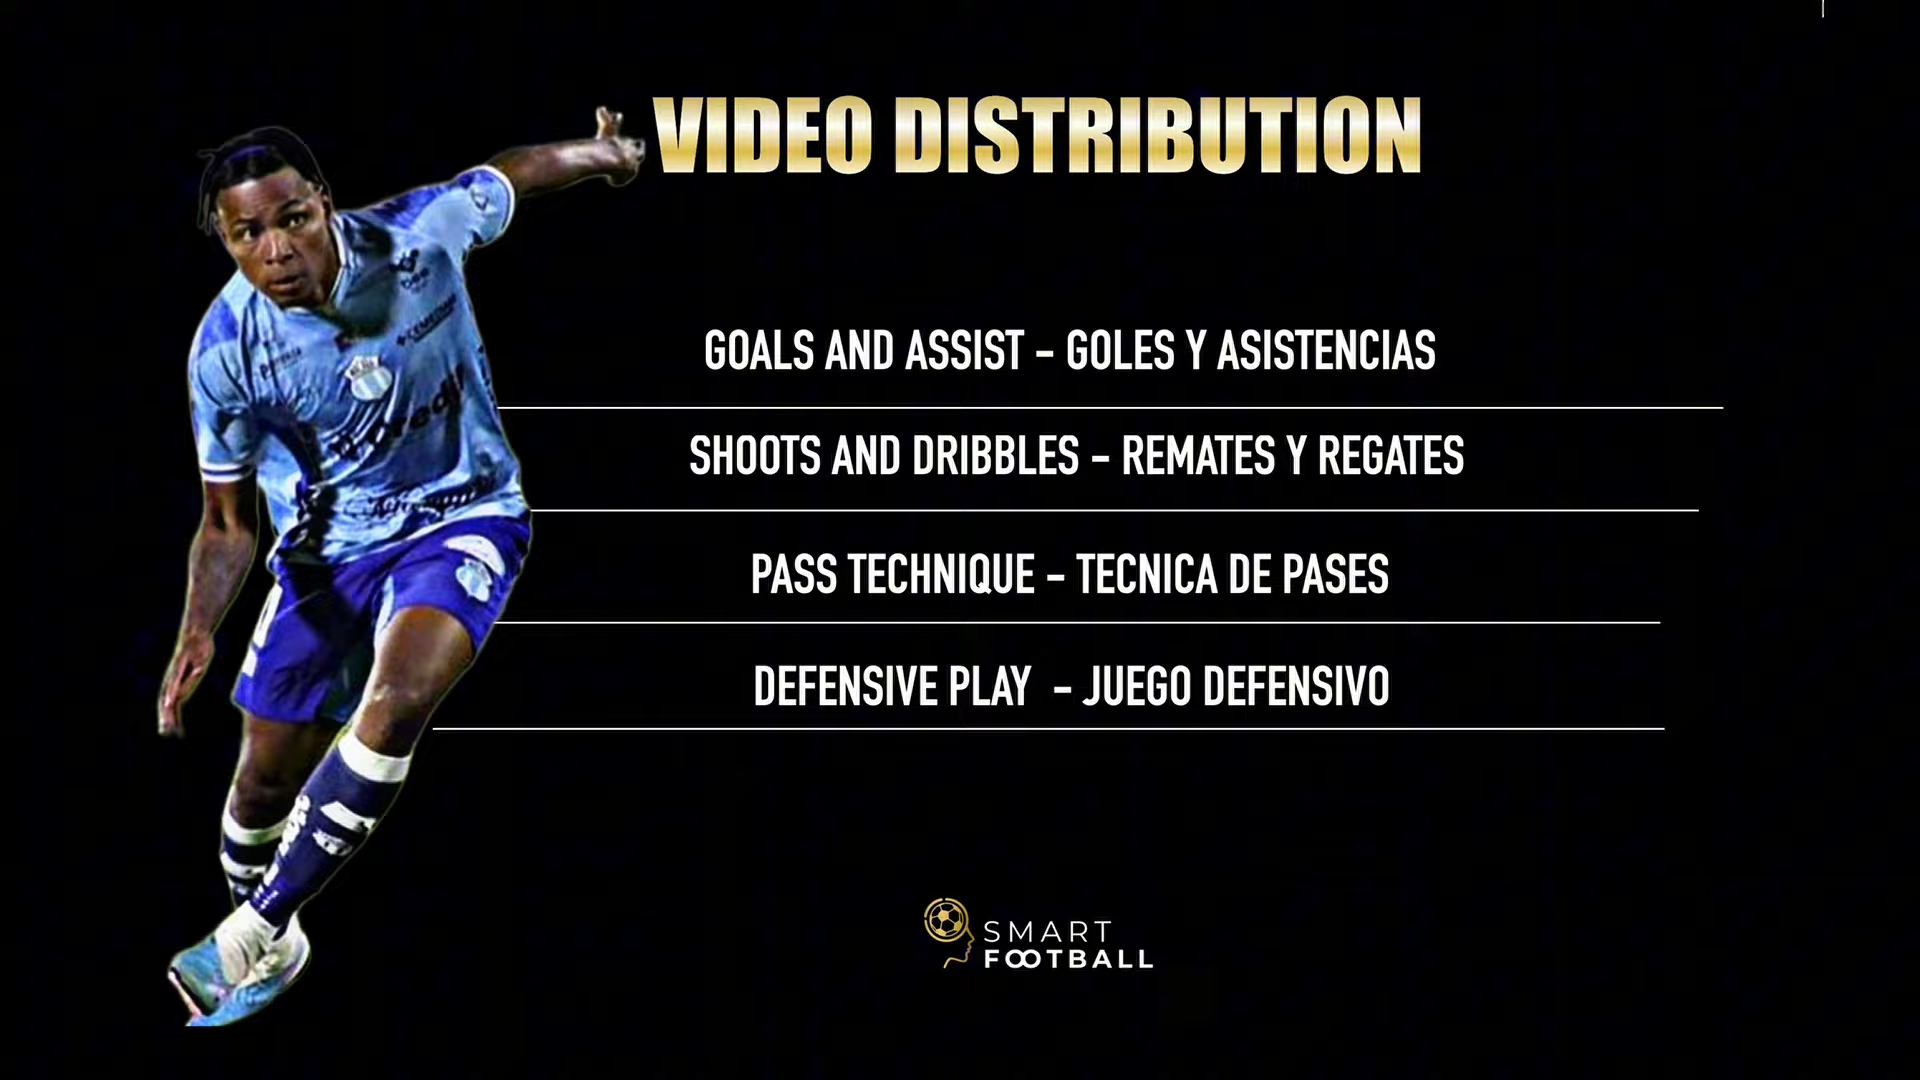 VIDEO DISTRIBUTION
GOALS AND ASSIST - GOLES Y ASISTENCIAS
SHOOTS AND DRIBBLES - REMATES Y REGATES
PASS TECHNIQUE - TECNICA DE PASES
DEFENSIVE PLAY - JUEGO DEFENSIVO
SMART
FOOTBALL